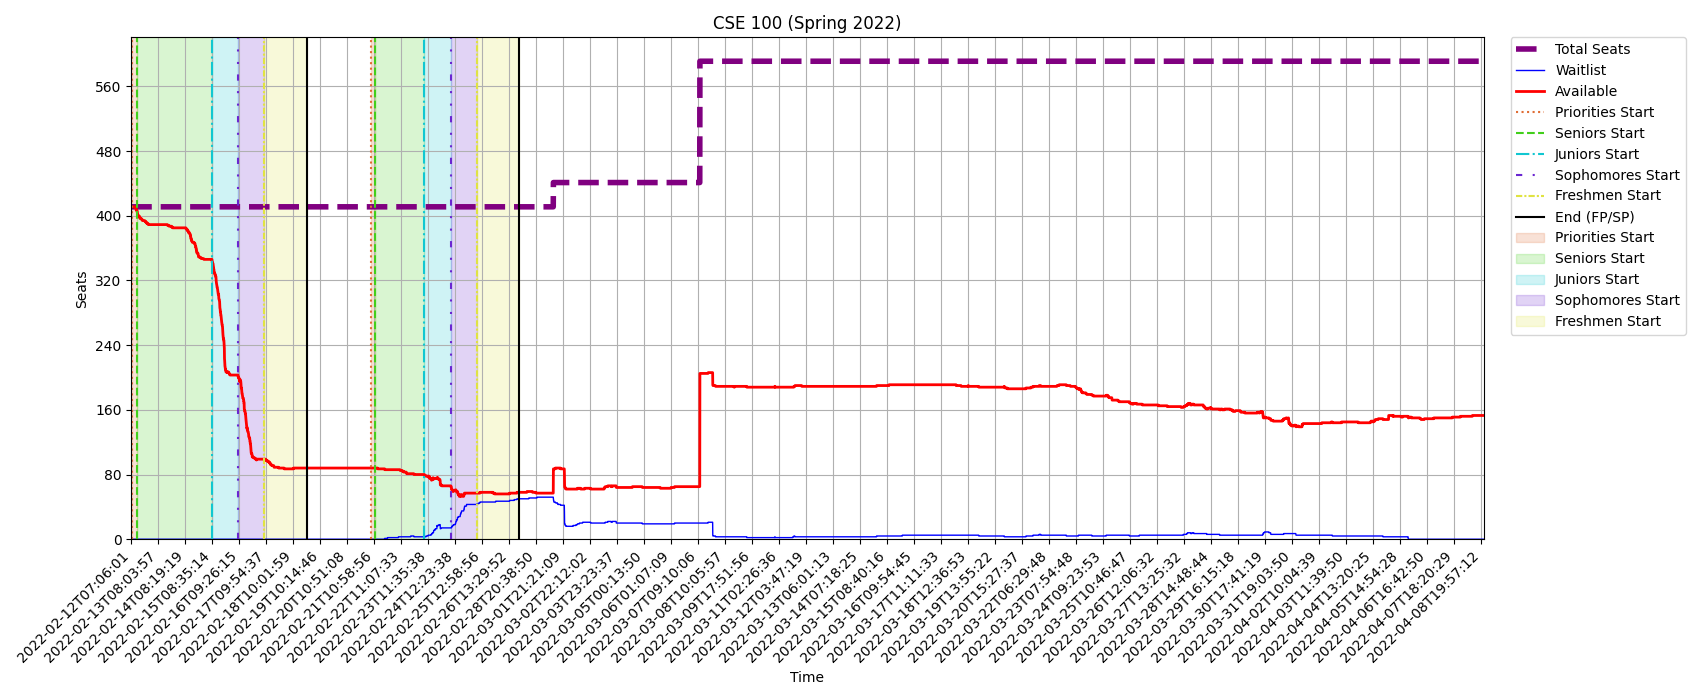 CSE 100 (Spring 2022)
Seats
560
480
400
320
240
160
80
0
2022-02-12T07:06:01
2022-02-13T08:03:57
2022-02-14T08:19:19
2022-02-15T08:35:14
2022-02-16T09:26:15
2022-02-17T09:54:37
2022-02-18T10:01:59
2022-02-19T10:14:46
2022-02-20T10:51:08
2022-02-21T10:58:56
2022-02-22T11:07:33
2022-02-23T11:35:38
2022-02-24T12:23:38
2022-02-25T12:58:56
2022-02-26T13:29:52
2022-02-28T20:38:50
2022-03-01T21:21:09
2022-03-02T22:12:02
2022-03-03T23:23:37
2022-03-05T00:13:50
2022-03-06T01:07:09
2022-03-07T09:10:06
2022-03-08T10:05:57
2022-03-09T17:51:56
2022-03-11T02:26:36
2022-03-12T03:47:19
2022-03-13T06:01:13
2022-03-14T07:18:25
2022-03-15T08:40:16
2022-03-16T09:54:45
2022-03-17T11:11:33
2022-03-18T12:36:53
2022-03-19T13:55:22
2022-03-20T15:27:37
2022-03-22T06:29:48
2022-03-23T07:54:48
2022-03-24T09:23:53
2022-03-25T10:46:47
2022-03-26T12:06:32
2022-03-27T13:25:32
2022-03-28T14:48:44
2022-03-29T16:15:18
2022-03-30T17:41:19
2022-03-31T19:03:50
2022-04-02T10:04:39
2022-04-03T11:39:50
2022-04-04T13:20:25
2022-04-05T14:54:28
2022-04-06T16:42:50
2022-04-07T18:20:29
2022-04-08T19:57:12
Time
Total Seats
Waitlist
Available
Priorities Start
Seniors Start
Juniors Start
Sophomores Start
Freshmen Start
End (FP/SP)
Priorities Start
Seniors Start
Juniors Start
Sophomores Start
Freshmen Start